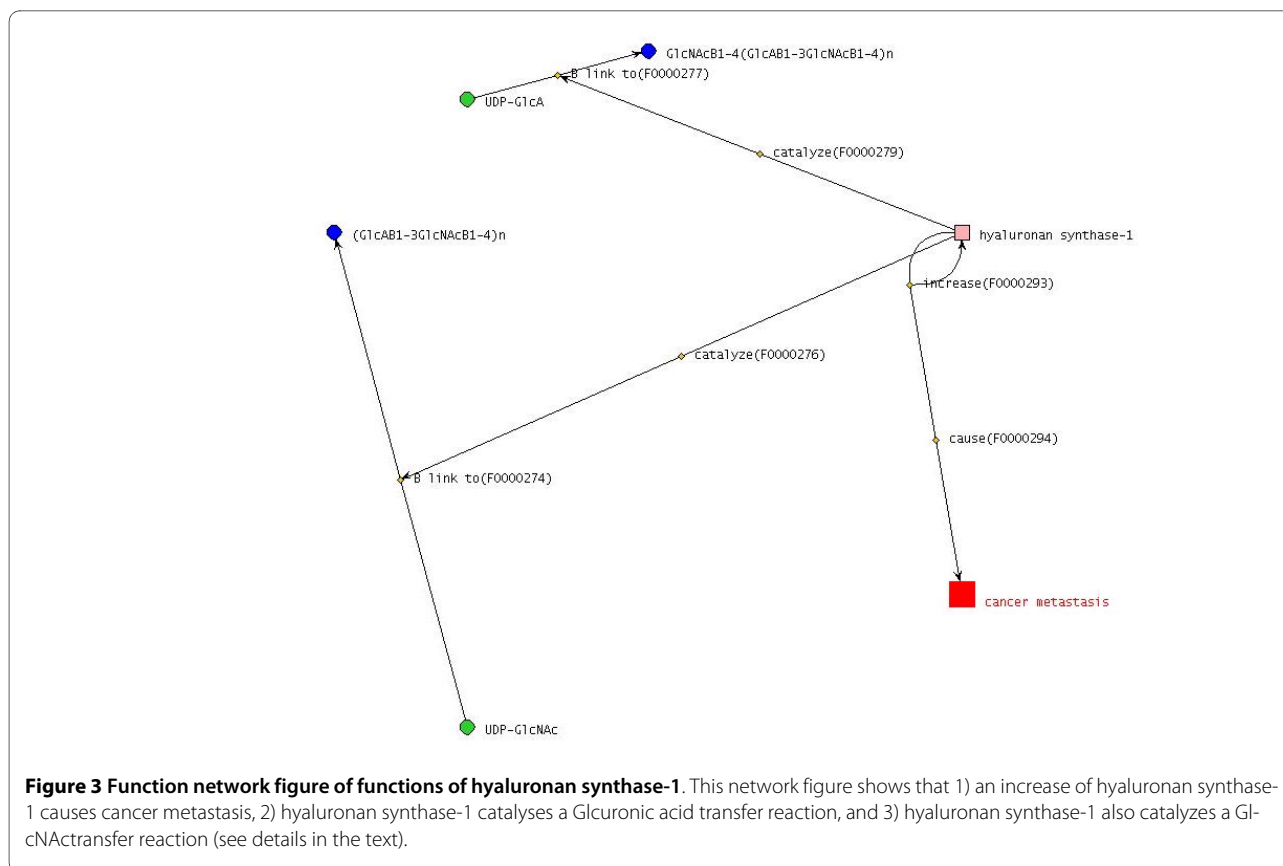 GlcNAcB1-4(GlcAB1-3GlcNAcB1-4)n
B link to(F0000277)
UDP-GlcA
catalyze(F0000279)
(GlcAB1-3GlcNAcB1-4)n
hyaluronan synthase-1
increase(F0000293)
catalyze(F0000276)
cause(F0000294)
B link to(F0000274)
cancer metastasis
UDP-GlcNAc
Figure 3 Function network figure of functions of hyaluronan synthase-1. This network figure shows that 1) an increase of hyaluronan synthase-
1 causes cancer metastasis, 2) hyaluronan synthase-1 catalyses a Glcuronic acid transfer reaction, and 3) hyaluronan synthase-1 also catalyzes a Gl-
cNActransfer reaction (see details in the text).